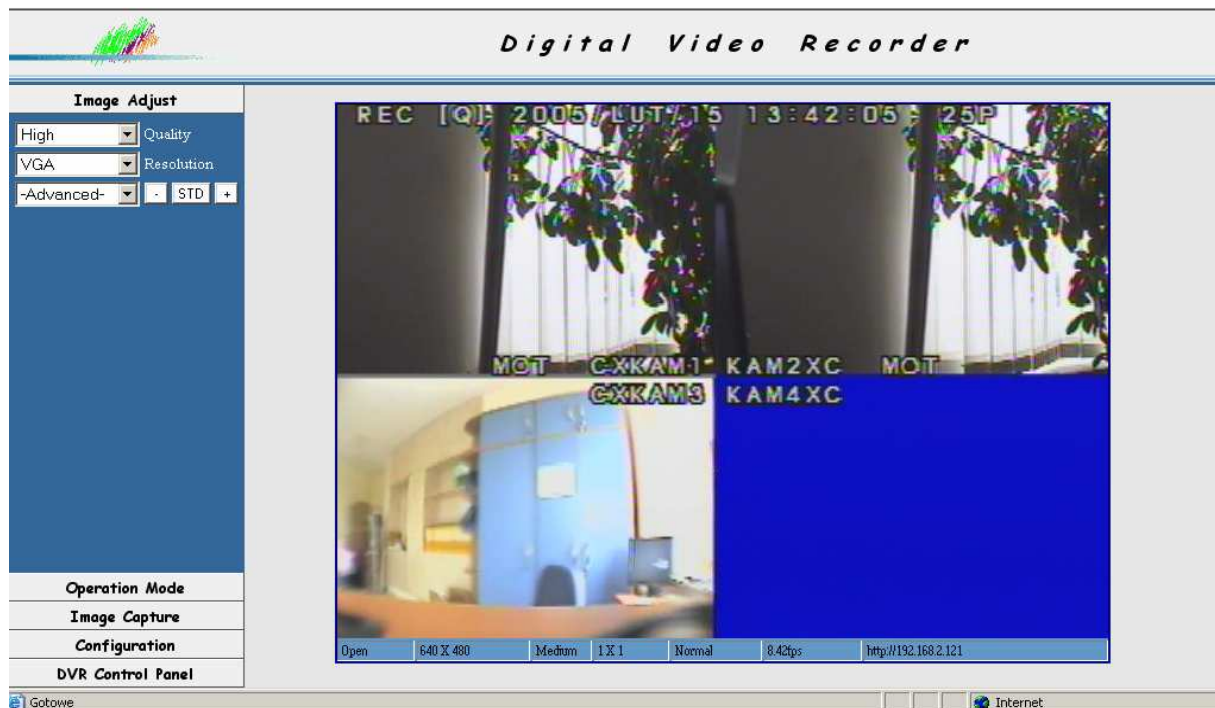 Digital Video Recorder
Image Adjust
High Quality
VGA Resolution
-Advanced- - STD +
Operation Mode
Image Capture
Configuration
DVR Control Panel
REC [Q]- 2005/LUT/15 13:42:05 25P
MOT CXKAM1 KAM2XC MOT
CXKAM3 KAM4XC
Open 640 X 480 Medium 1 X 1 Normal 8.42fps http://192.168.2.121
Gotowe Internet